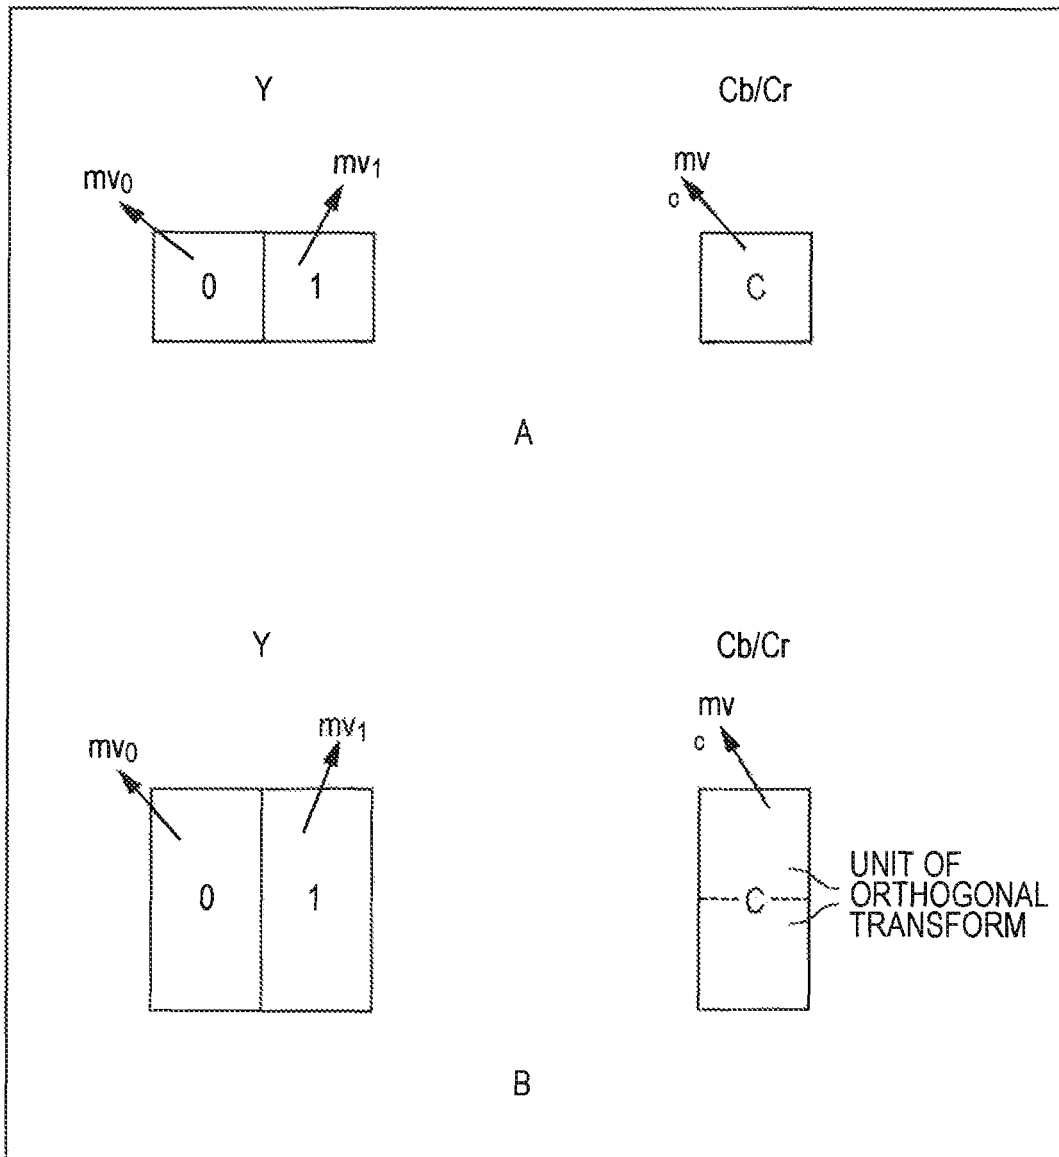 Y
Cb/Cr
mv0
mv1
mv
c
0
1
C
A
Y
Cb/Cr
mv0
mv1
mv
c
0
1
C
UNIT OF
ORTHOGONAL
TRANSFORM
B